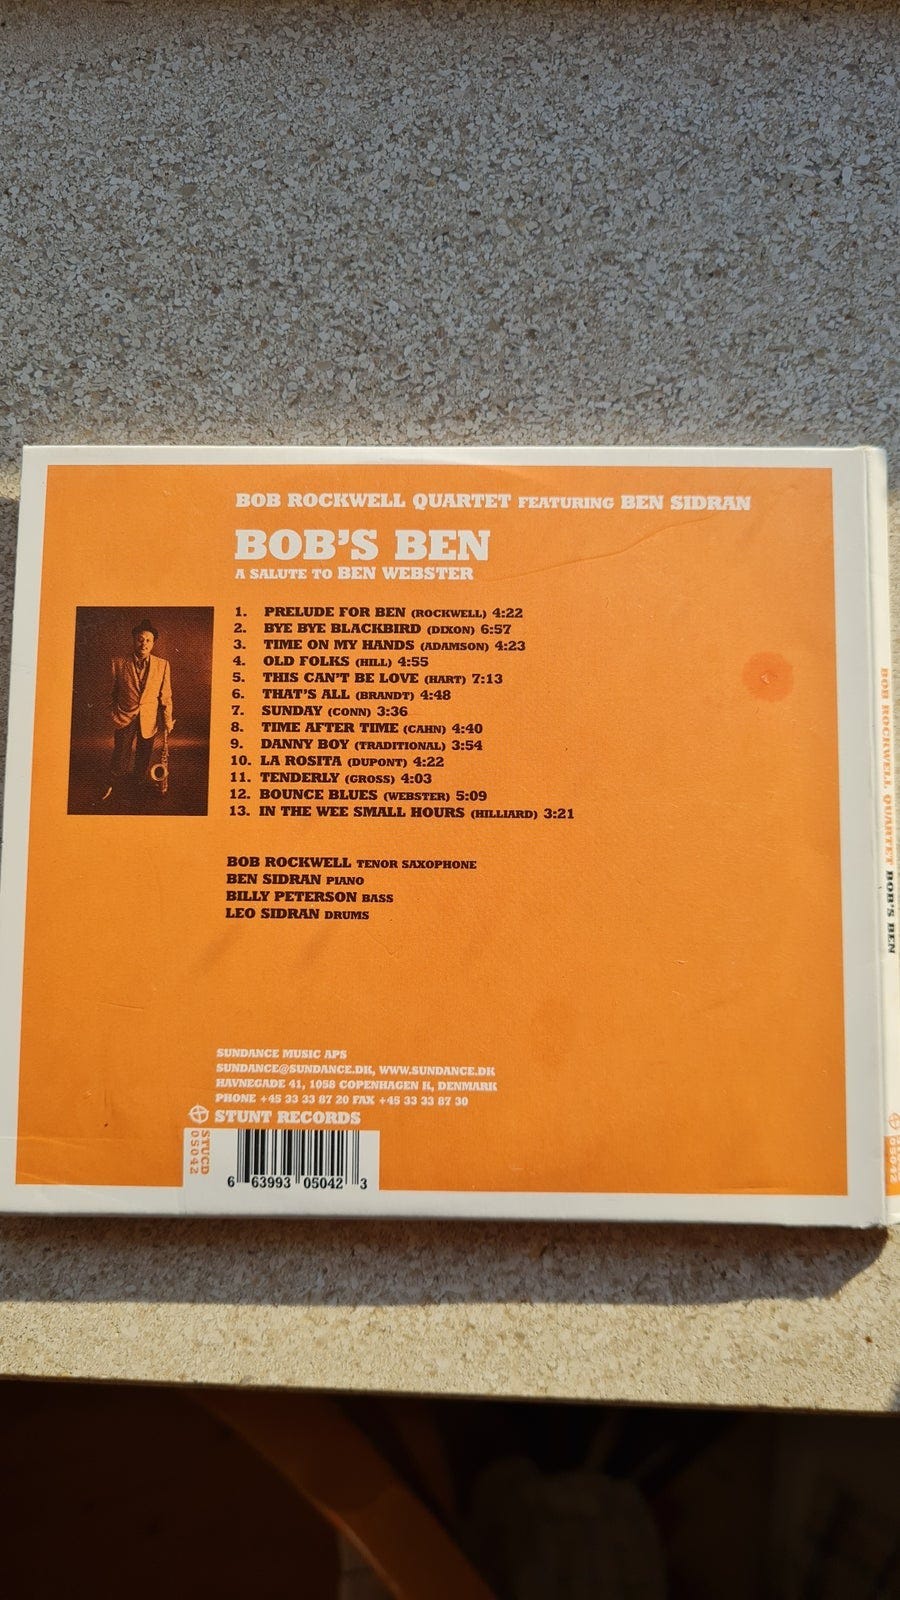 BOB ROCKWELL QUARTET FEATURING BEN SIDRAN
BOB'S BEN
A SALUTE TO BEN WEBSTER
1. PRELUDE FOR BEN (ROCKWELL) 4:22
2. BYE BYE BLACKBIRD (DIXON) 6:57
3. TIME ON MY HANDS (ADAMSON) 4:23
4. OLD FOLKS (HILL) 4:55
5. THIS CAN'T BE LOVE (HART) 7:13
6. THAT'S ALL (BRANDT) 4:48
7. SUNDAY (CONN) 3:36
8. TIME AFTER TIME (CAHN) 4:40
9. DANNY BOY (TRADITIONAL) 3:54
10. LA ROSITA (DUPONT) 4:22
11. TENDERLY (GROSS) 4:03
12. BOUNCE BLUES (WEBSTER) 5:09
13. IN THE WEE SMALL HOURS (HILLIARD) 3:21
BOB ROCKWELL TENOR SAXOPHONE
BEN SIDRAN PIANO
BILLY PETERSON BASS
LEO SIDRAN DRUMS
SUNDANCE MUSIC APS
SUNDANCE@SUNDANCE.DK, WWW.SUNDANCE.DK
HAVNEGADE 41, 1058 COPENHAGEN K, DENMARK
PHONE +45 33 33 87 20 FAX +45 33 33 87 30
STUNT RECORDS
STUCD
05042
6 63993 05042 3
BOB ROCKWELL QUARTET BOB'S BEN
05042